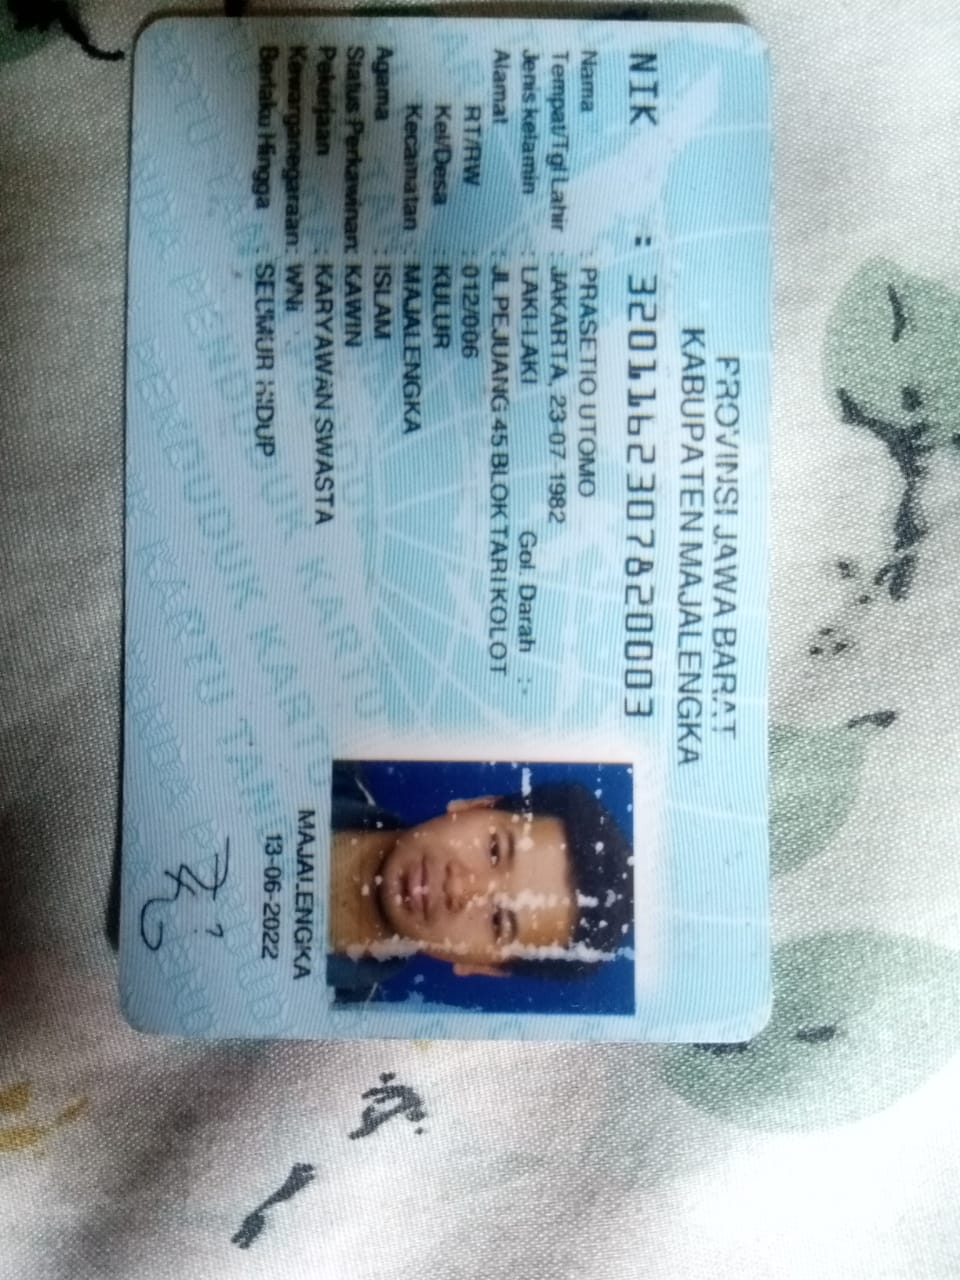 PROVINSI JAWA BARAT
KABUPATEN MAJALENGKA
NIK : 3201162307820003
Nama : PRASETIO UTOMO
Tempat/Tgl Lahir : JAKARTA, 23-07-1982
Jenis kelamin : LAKI-LAKI Gol. Darah :-
Alamat : JL PEJUANG 45 BLOK TARIKOLOT
RT/RW : 012/006
Kel/Desa : KULUR
Kecamatan : MAJALENGKA
Agama : ISLAM
Status Perkawinan: KAWIN
Pekerjaan : KARYAWAN SWASTA
Kewarganegaraan: WNI
Berlaku Hingga : SEUMUR HIDUP
MAJALENGKA
13-06-2022